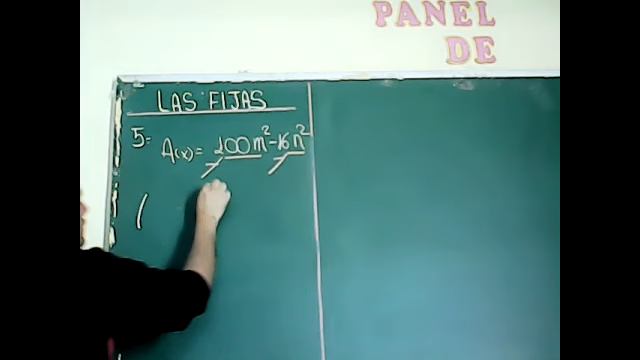 PANEL
DE
LAS FIJAS
5= A(x) = 100m² - 16n²
(